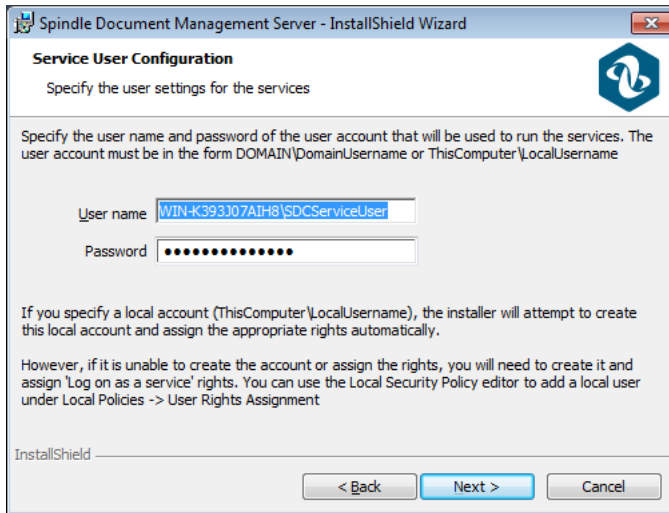 Spindle Document Management Server - InstallShield Wizard
Service User Configuration
Specify the user settings for the services
Specify the user name and password of the user account that will be used to run the services. The
user account must be in the form DOMAIN\DomainUsername or ThisComputer\LocalUsername
User name WIN-K393J07AIH8\SDCServiceUser
Password ●●●●●●●●●●●●●●
If you specify a local account (ThisComputer\LocalUsername), the installer will attempt to create
this local account and assign the appropriate rights automatically.
However, if it is unable to create the account or assign the rights, you will need to create it and
assign 'Log on as a service' rights. You can use the Local Security Policy editor to add a local user
under Local Policies -> User Rights Assignment
InstallShield
< Back Next > Cancel